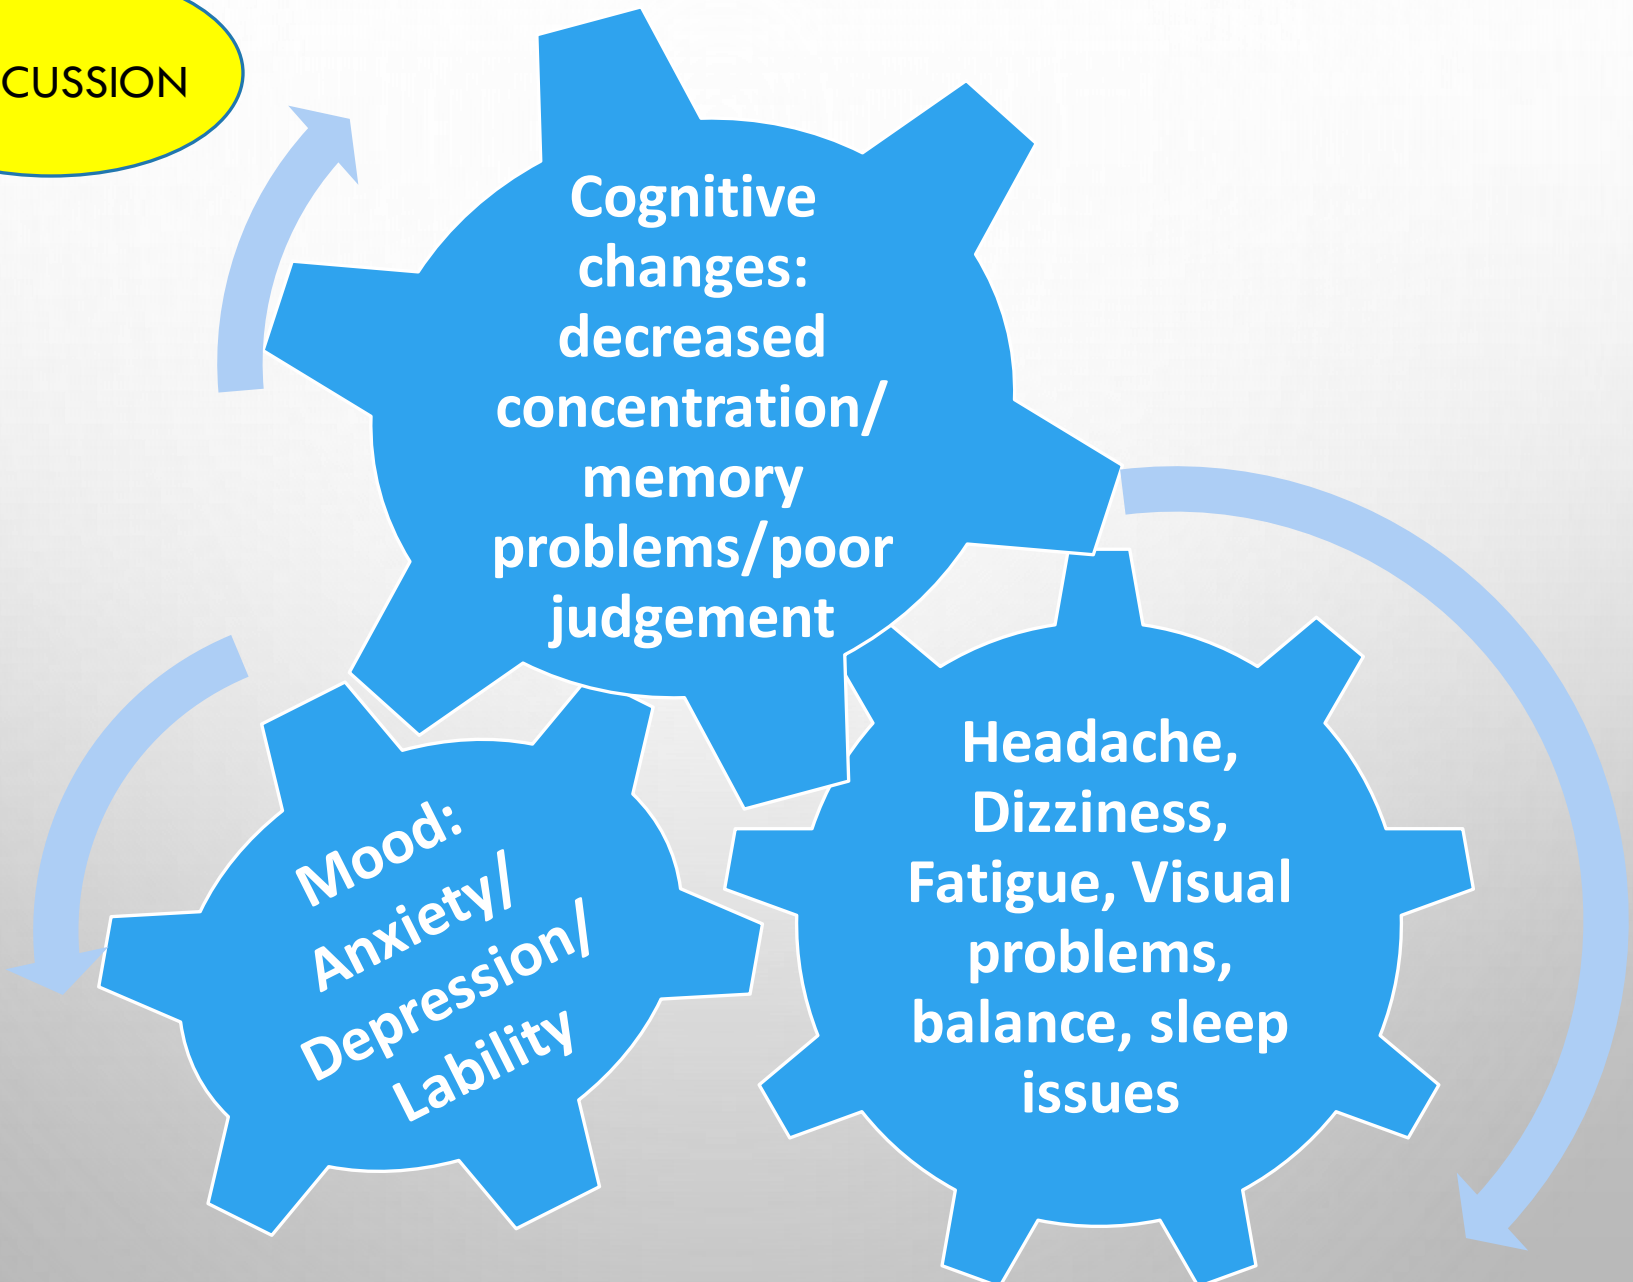 CUSSION
Cognitive
changes:
decreased
concentration/
memory
problems/poor
judgement
Headache,
Dizziness,
Fatigue, Visual
problems,
balance, sleep
issues
Mood:
Anxiety/
Depression/
Lability